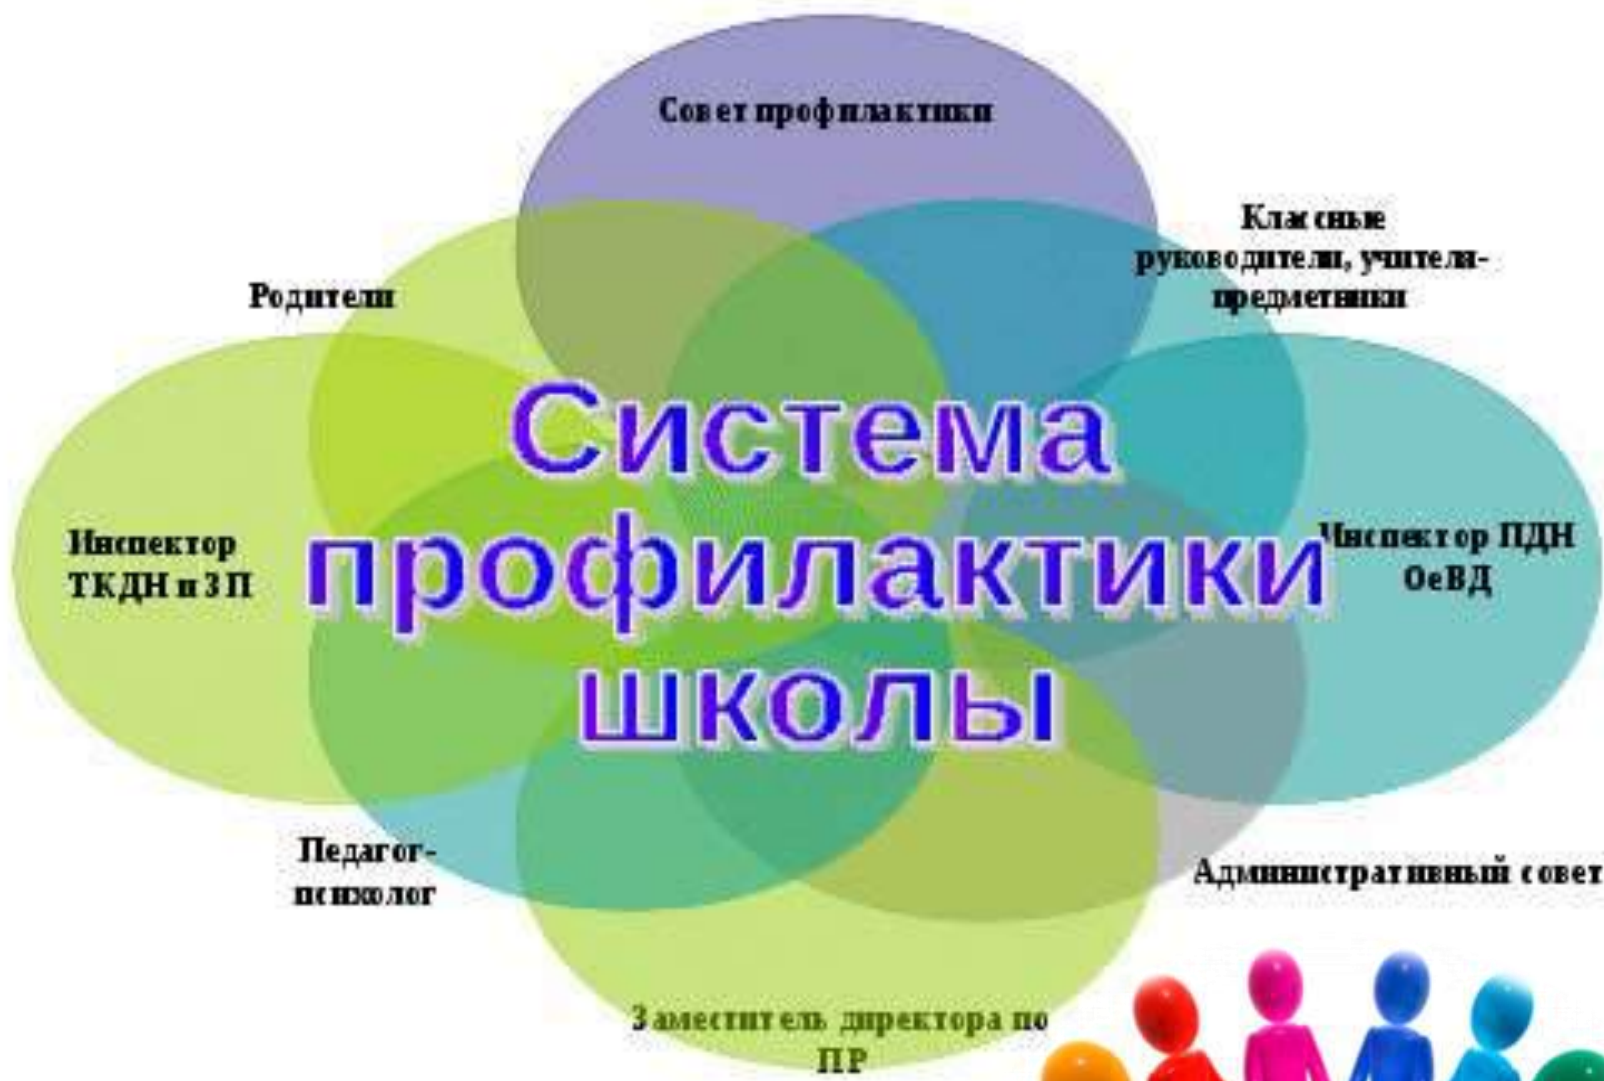 Совет профилактики
Классные
руководители, учителя-
предметники
Родители
Система
профилактики
школы
Инспектор
ТКДН и ЗП
Инспектор ПДН
ОеВД
Педагог-
психолог
Административный совет
Заместитель директора по
ПР